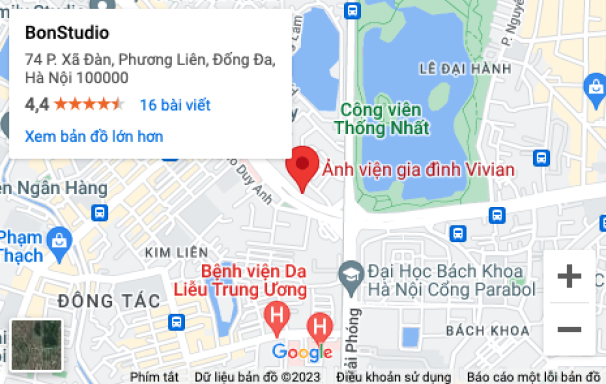 BonStudio
74 P. Xã Đàn, Phương Liên, Đống Đa,
Hà Nội 100000
4,4
16 bài viết
Xem bản đồ lớn hơn
P. Nguyễ
LÊ ĐẠI HÀNH
Công viên
Thống Nhất
Ảnh viện gia đình Vivian
Duy Anh
Ngân Hàng
Phạm
Thạch
KIM LIÊN
Bệnh viện Da
Liễu Trung Ương
Đại Học Bách Khoa
Hà Nội Cổng Parabol
ĐÔNG TÁC
BÁCH KHOA
H
H
Google
ải Phóng
+
−
Phím tắt
Dữ liệu bản đồ ©2023
Điều khoản sử dụng
Báo cáo một lỗi bản đồ